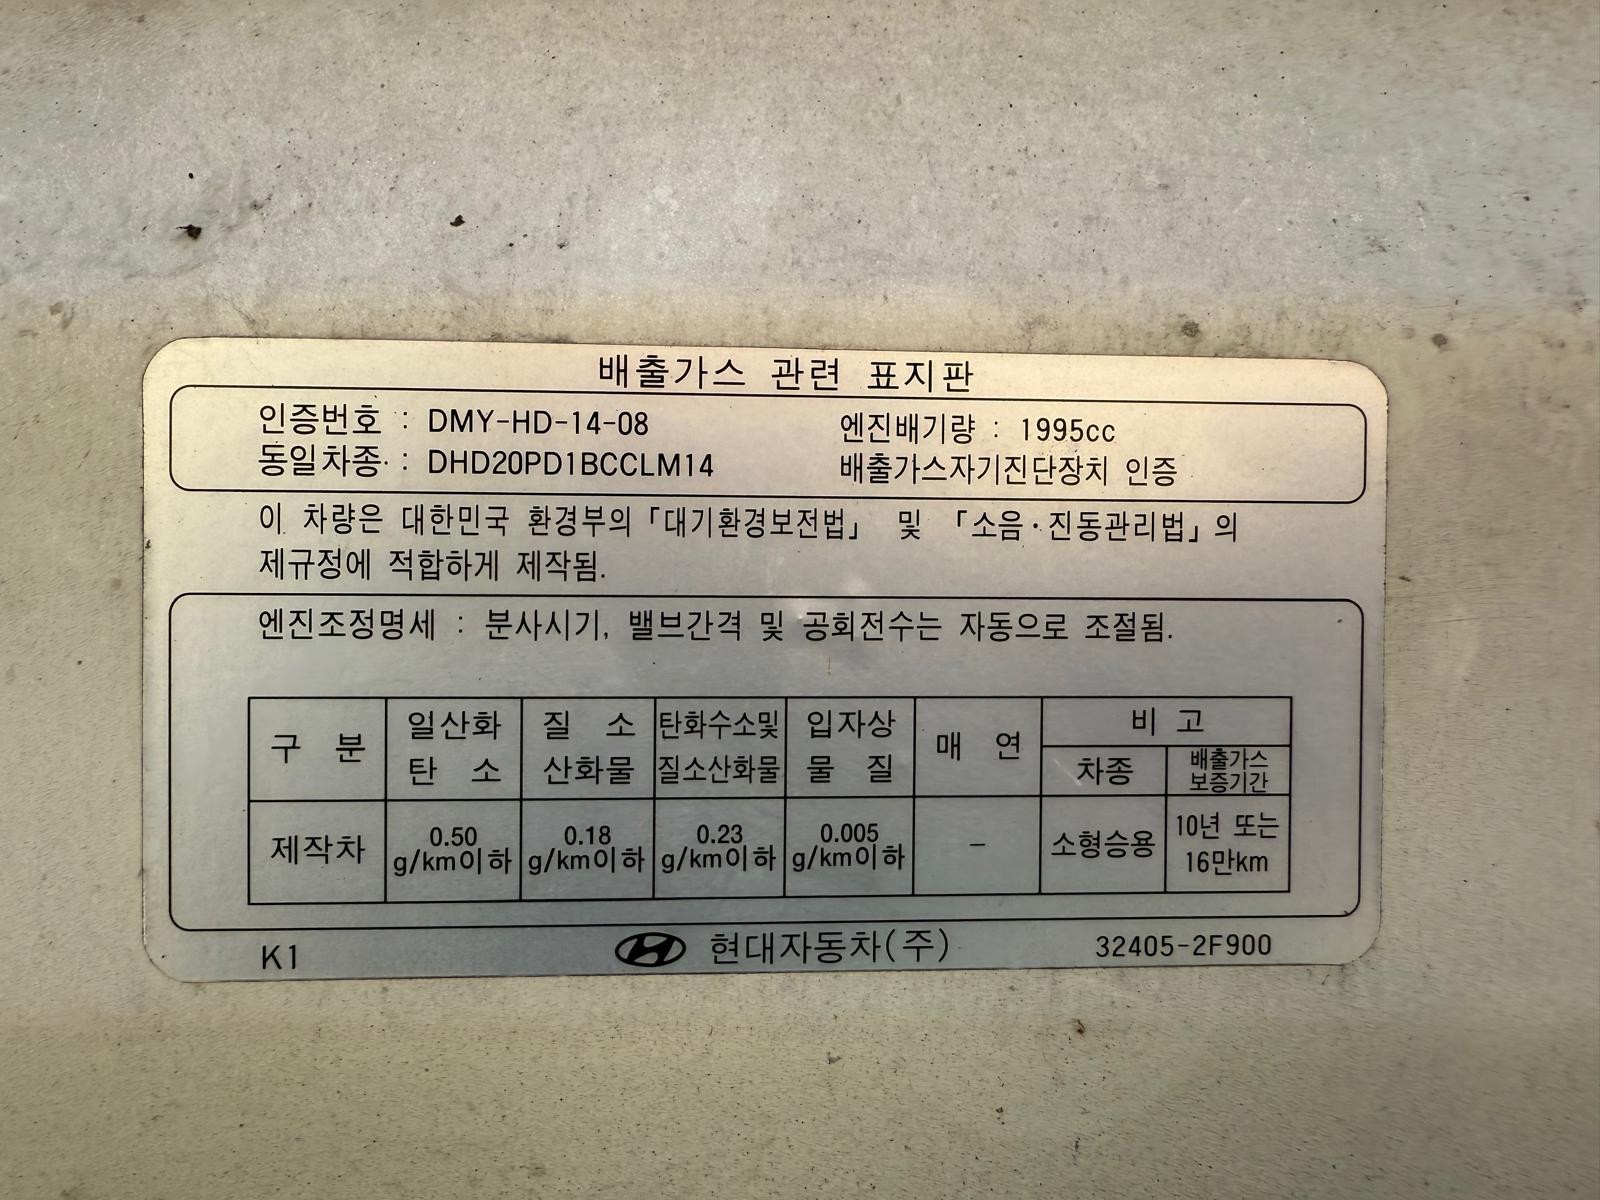 배출가스 관련 표지판
인증번호 : DMY-HD-14-08 엔진배기량 : 1995cc
동일차종 : DHD20PD1BCCLM14 배출가스자기진단장치 인증
이 차량은 대한민국 환경부의 「대기환경보전법」 및 「소음·진동관리법」의
제규정에 적합하게 제작됨.
엔진조정명세 : 분사시기, 밸브간격 및 공회전수는 자동으로 조절됨.
구 분 일산화 탄 소 질 소 산화물 탄화수소및 질소산화물 입자상 물 질 매 연 비 고
차종 배출가스 보증기간
제작차 0.50 g/km이하 0.18 g/km이하 0.23 g/km이하 0.005 g/km이하 - 소형승용 10년 또는 16만km
K1 현대자동차(주) 32405-2F900